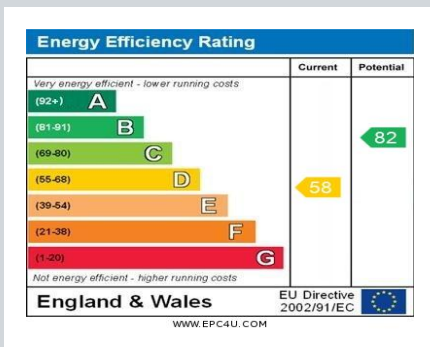 Energy Efficiency Rating
Current Potential
Very energy efficient - lower running costs
(92+) A
(81-91) B
82
(69-80) C
(55-68) D
58
(39-54) E
(21-38) F
(1-20) G
Not energy efficient - higher running costs
England & Wales
EU Directive
2002/91/EC
WWW.EPC4U.COM